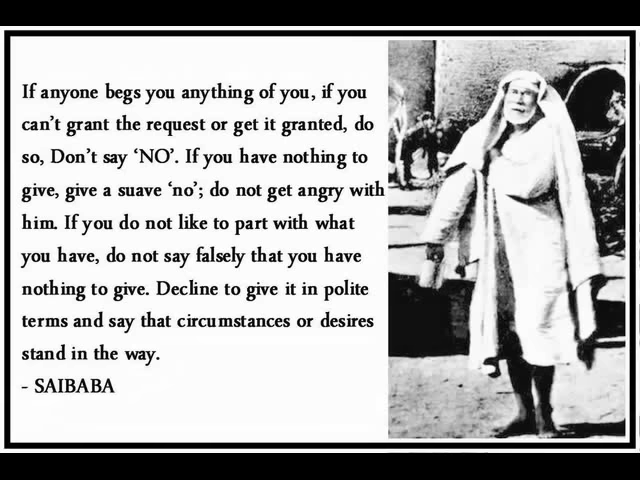 If anyone begs you anything of you, if you
can't grant the request or get it granted, do
so, Don't say 'NO'. If you have nothing to
give, give a suave 'no'; do not get angry with
him. If you do not like to part with what
you have, do not say falsely that you have
nothing to give. Decline to give it in polite
terms and say that circumstances or desires
stand in the way.
- SAIBABA